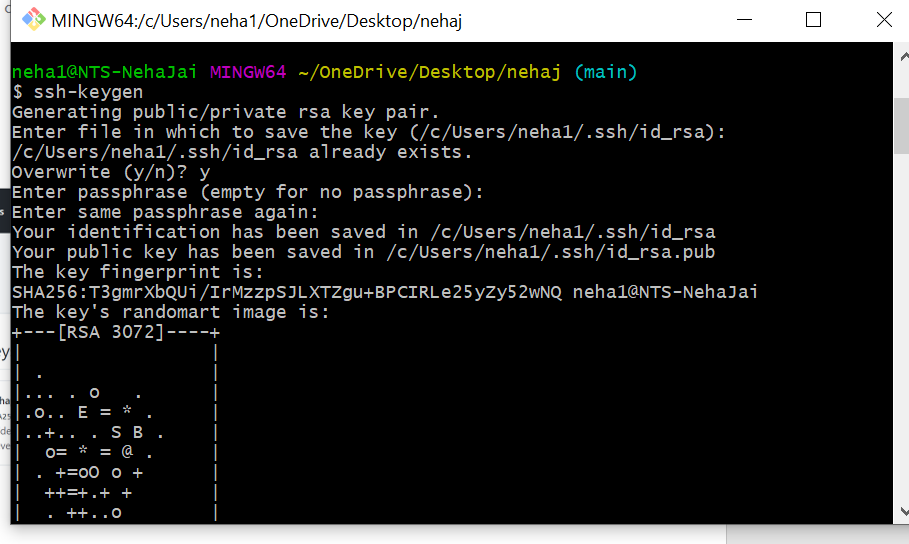 MINGW64:/c/Users/neha1/OneDrive/Desktop/nehaj
neha1@NTS-NehaJai MINGW64 ~/OneDrive/Desktop/nehaj (main)
$ ssh-keygen
Generating public/private rsa key pair.
Enter file in which to save the key (/c/Users/neha1/.ssh/id_rsa):
/c/Users/neha1/.ssh/id_rsa already exists.
Overwrite (y/n)? y
Enter passphrase (empty for no passphrase):
Enter same passphrase again:
Your identification has been saved in /c/Users/neha1/.ssh/id_rsa
Your public key has been saved in /c/Users/neha1/.ssh/id_rsa.pub
The key fingerprint is:
SHA256:T3gmrXbQUi/IrMzzpSJLXTZgu+BPCIRLe25yZy52wNQ neha1@NTS-NehaJai
The key's randomart image is:
+---[RSA 3072]----+
|                 |
| .               |
|... . o   .      |
|.o.. E = * .     |
|..+.. . S B .    |
|  o= * = @ .     |
| . +=oO o +      |
|  ++=+.+ +       |
|  . ++..o        |